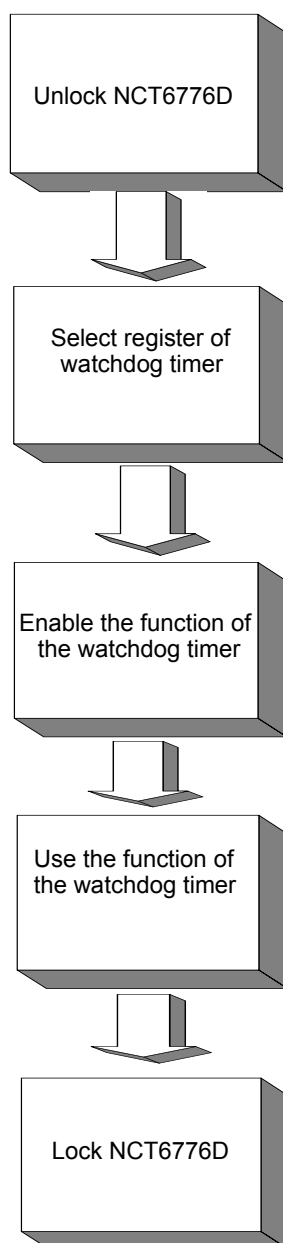 Unlock NCT6776D
Select register of
watchdog timer
Enable the function of
the watchdog timer
Use the function of
the watchdog timer
Lock NCT6776D